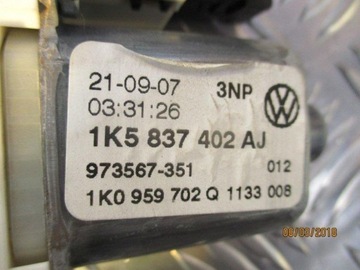 21-09-07 3NP
03:31:26
1K5 837 402 AJ
973567-351 012
1K0 959 702 Q 1133 008